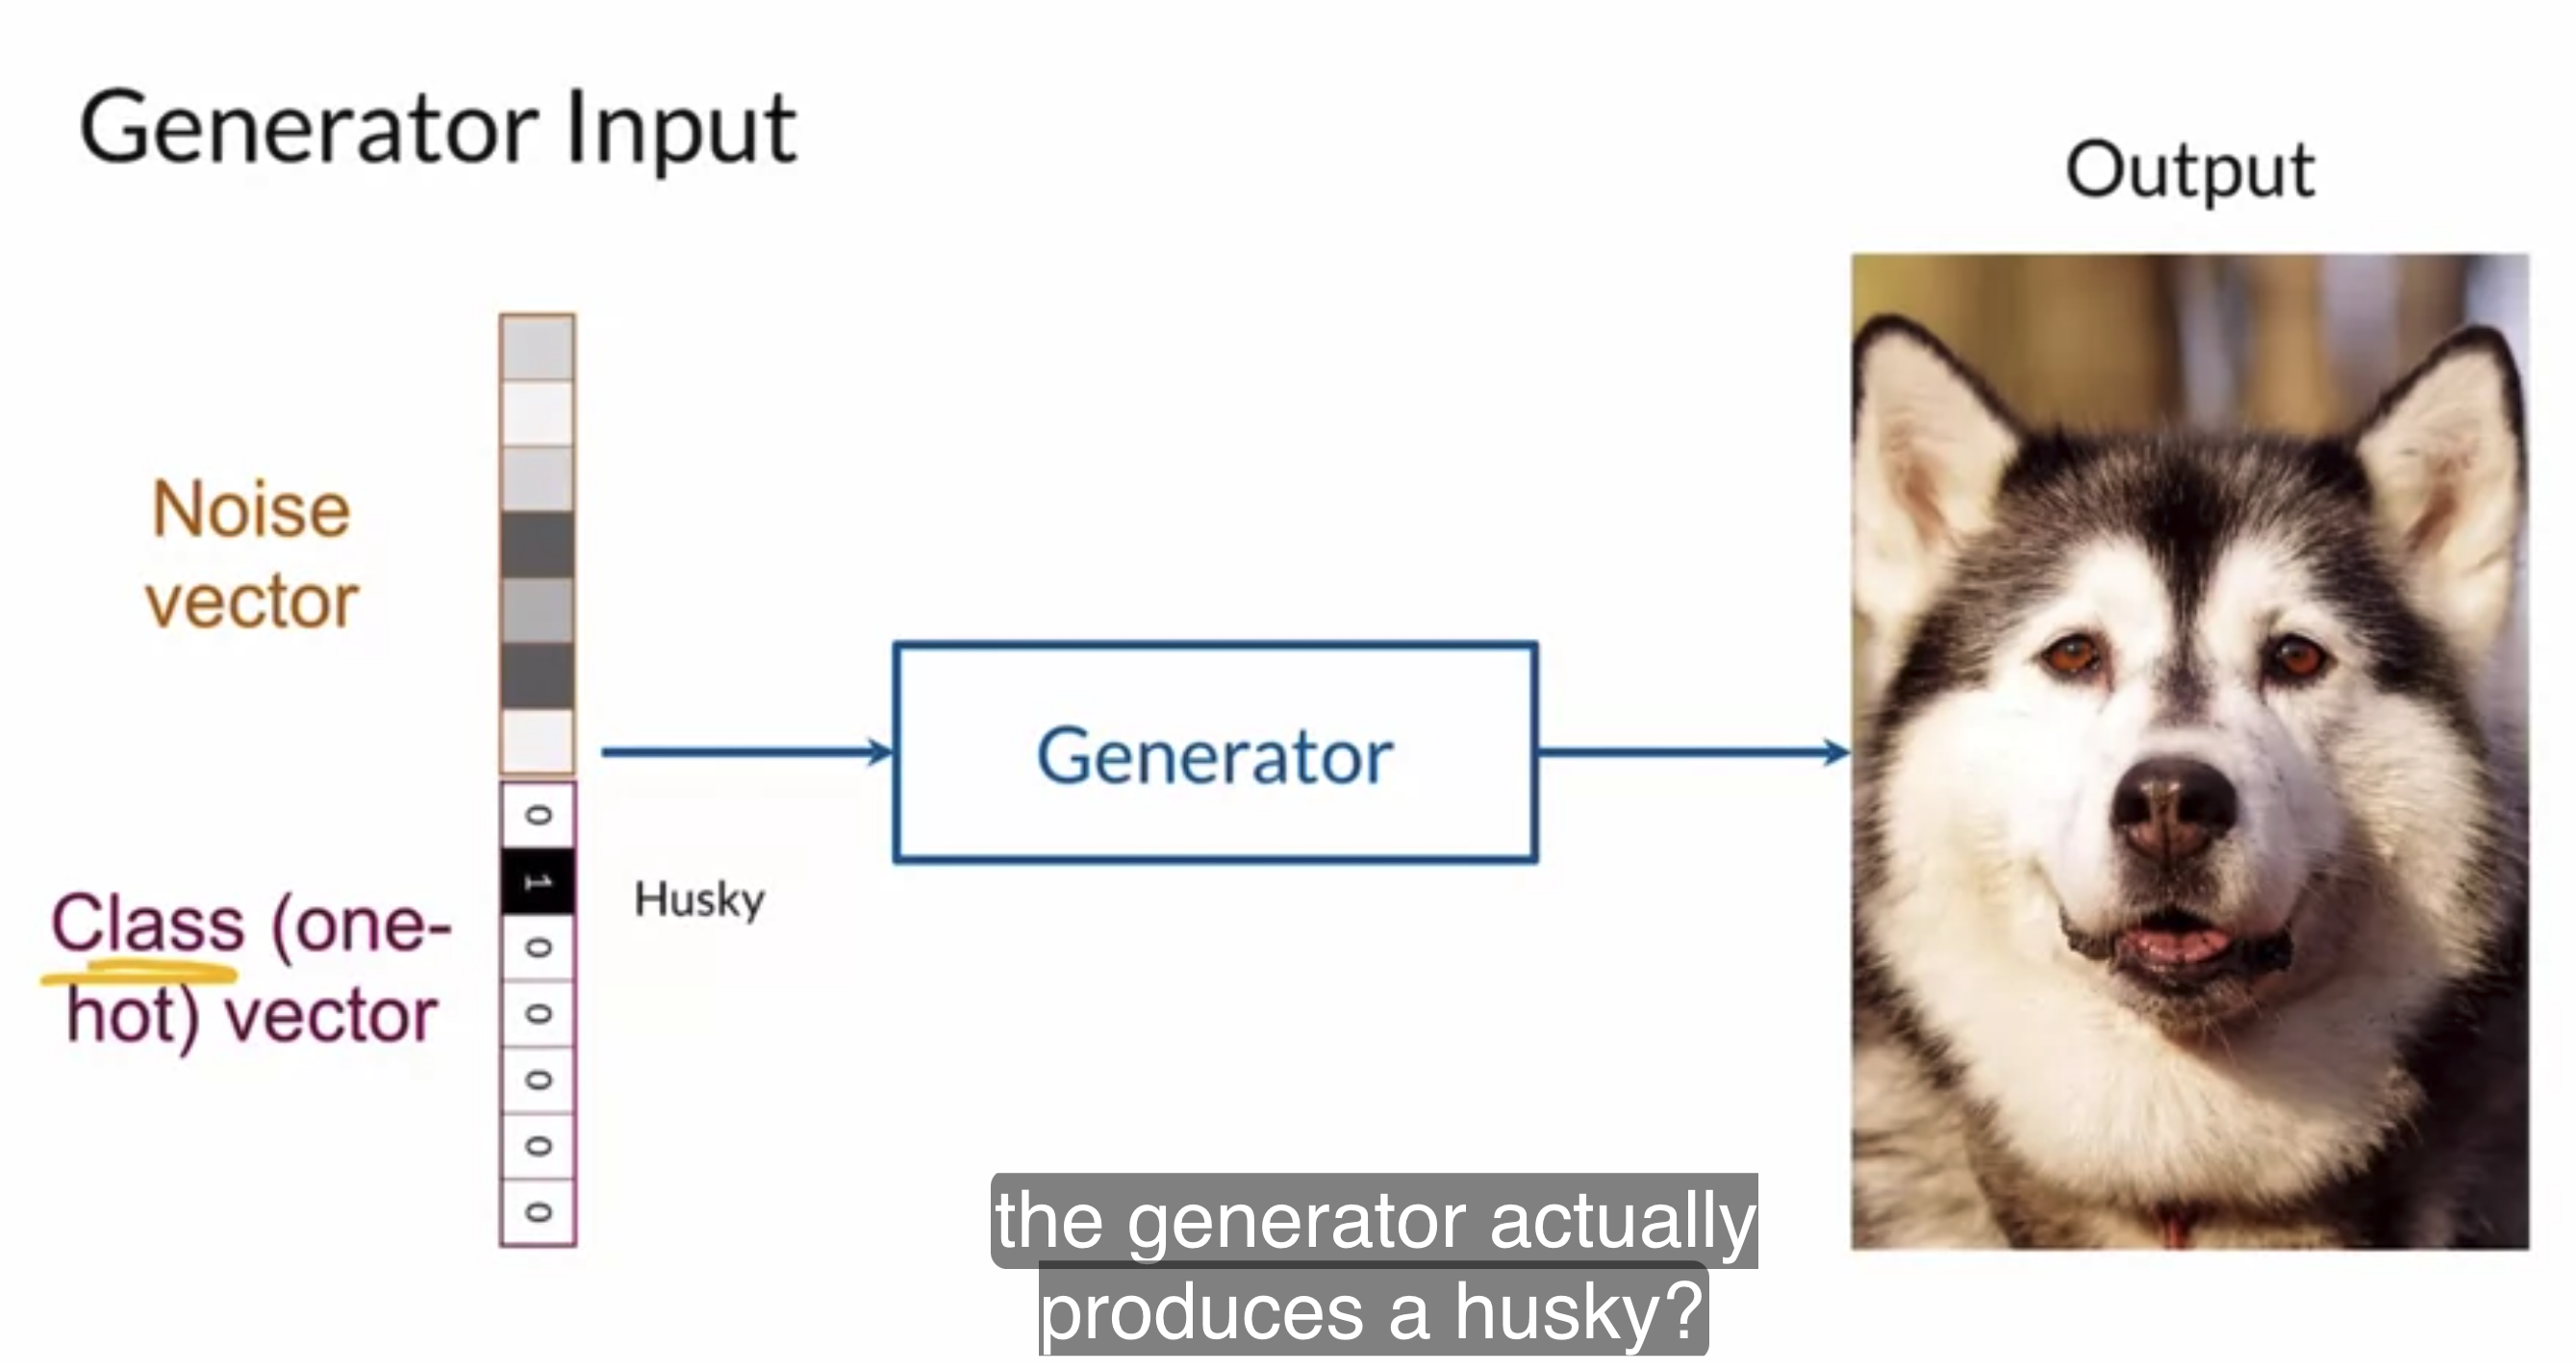 Generator Input
Output
Noise
vector
Generator
0
1
Husky
Class (one-
0
hot) vector
0
0
0
0
the generator actually
produces a husky?